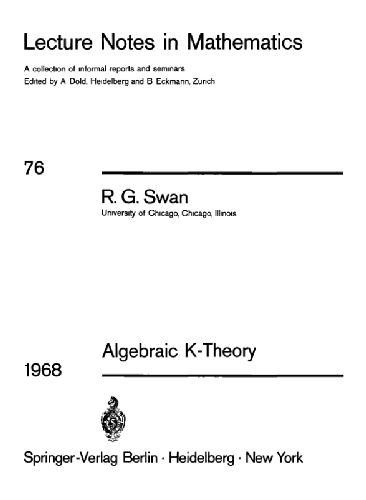 Lecture Notes in Mathematics
A collection of informal reports and seminars
Edited by A. Dold, Heidelberg and B. Eckmann, Zürich
76
R. G. Swan
University of Chicago, Chicago, Illinois
Algebraic K-Theory
1968
Springer-Verlag Berlin · Heidelberg · New York